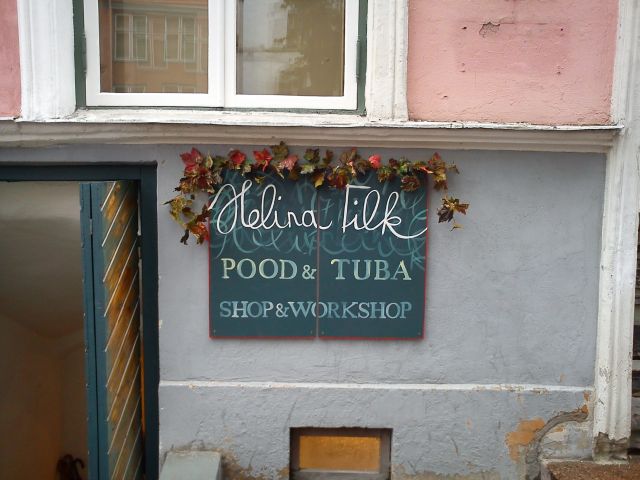 Helina Tilk
POOD & TUBA
SHOP & WORKSHOP